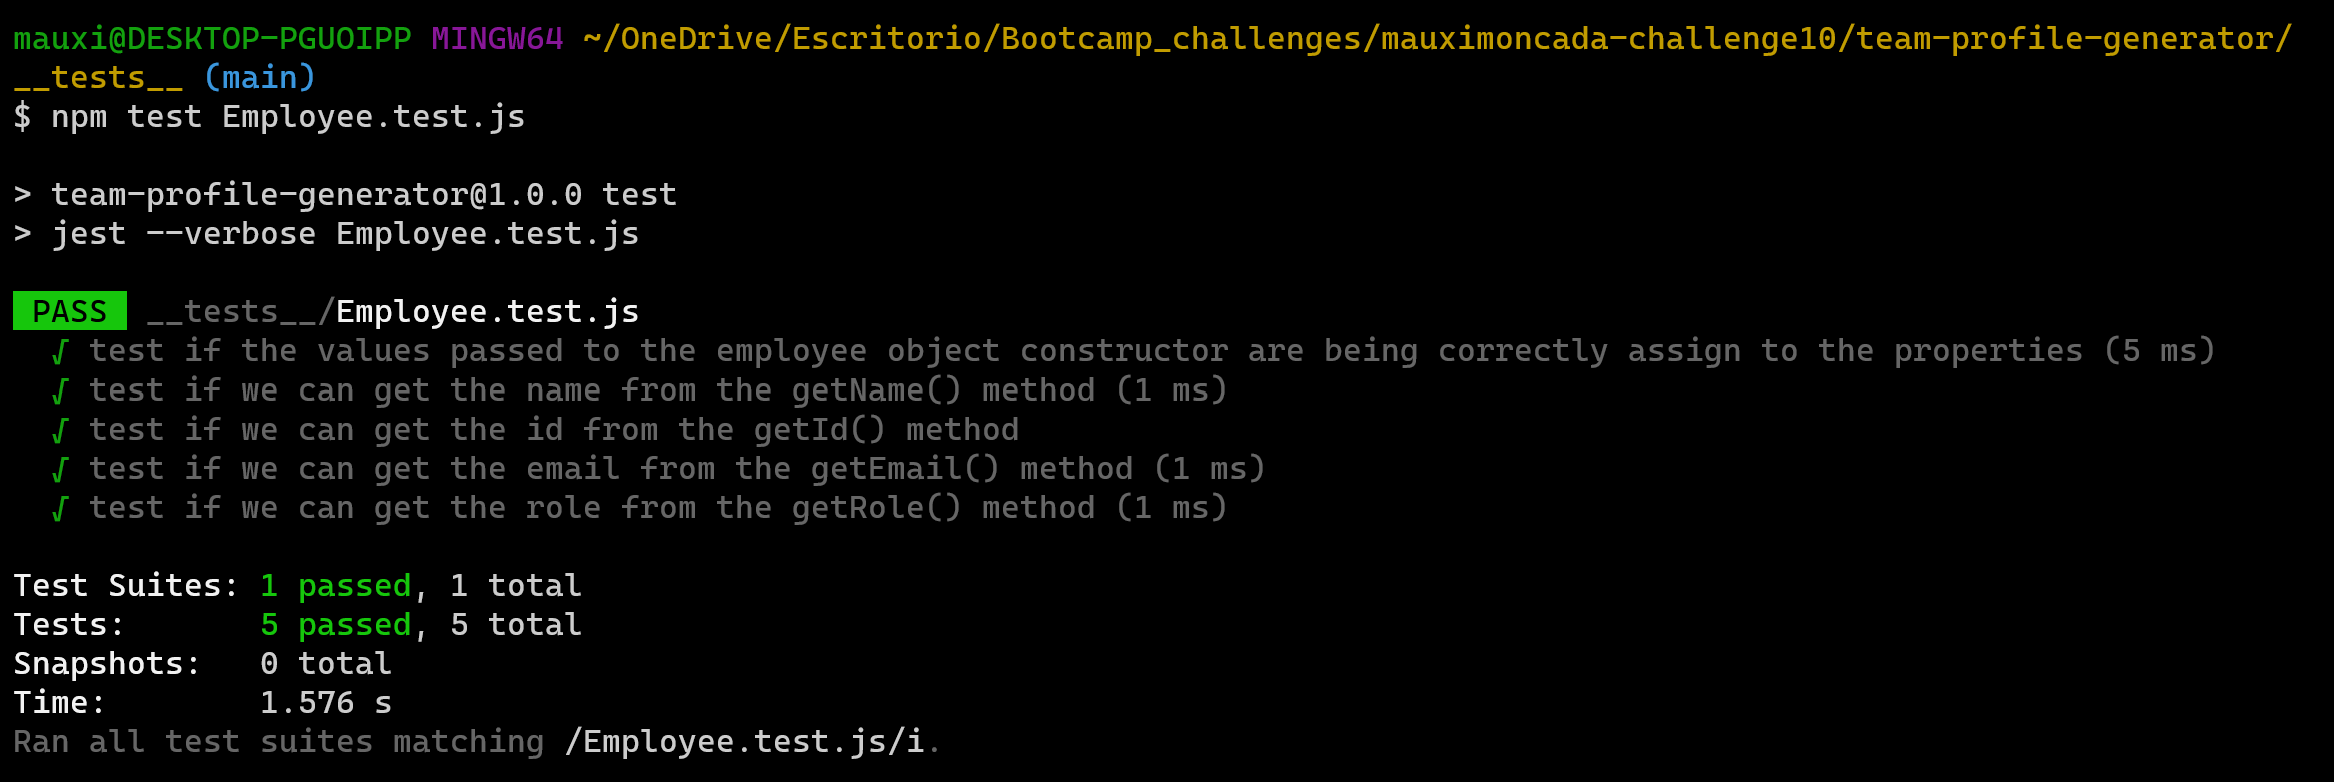 mauxi@DESKTOP-PGUOIPP MINGW64 ~/OneDrive/Escritorio/Bootcamp_challenges/mauximoncada-challenge10/team-profile-generator/
__tests__ (main)
$ npm test Employee.test.js
> team-profile-generator@1.0.0 test
> jest --verbose Employee.test.js
PASS __tests__/Employee.test.js
√ test if the values passed to the employee object constructor are being correctly assign to the properties (5 ms)
√ test if we can get the name from the getName() method (1 ms)
√ test if we can get the id from the getId() method
√ test if we can get the email from the getEmail() method (1 ms)
√ test if we can get the role from the getRole() method (1 ms)
Test Suites: 1 passed, 1 total
Tests: 5 passed, 5 total
Snapshots: 0 total
Time: 1.576 s
Ran all test suites matching /Employee.test.js/i.